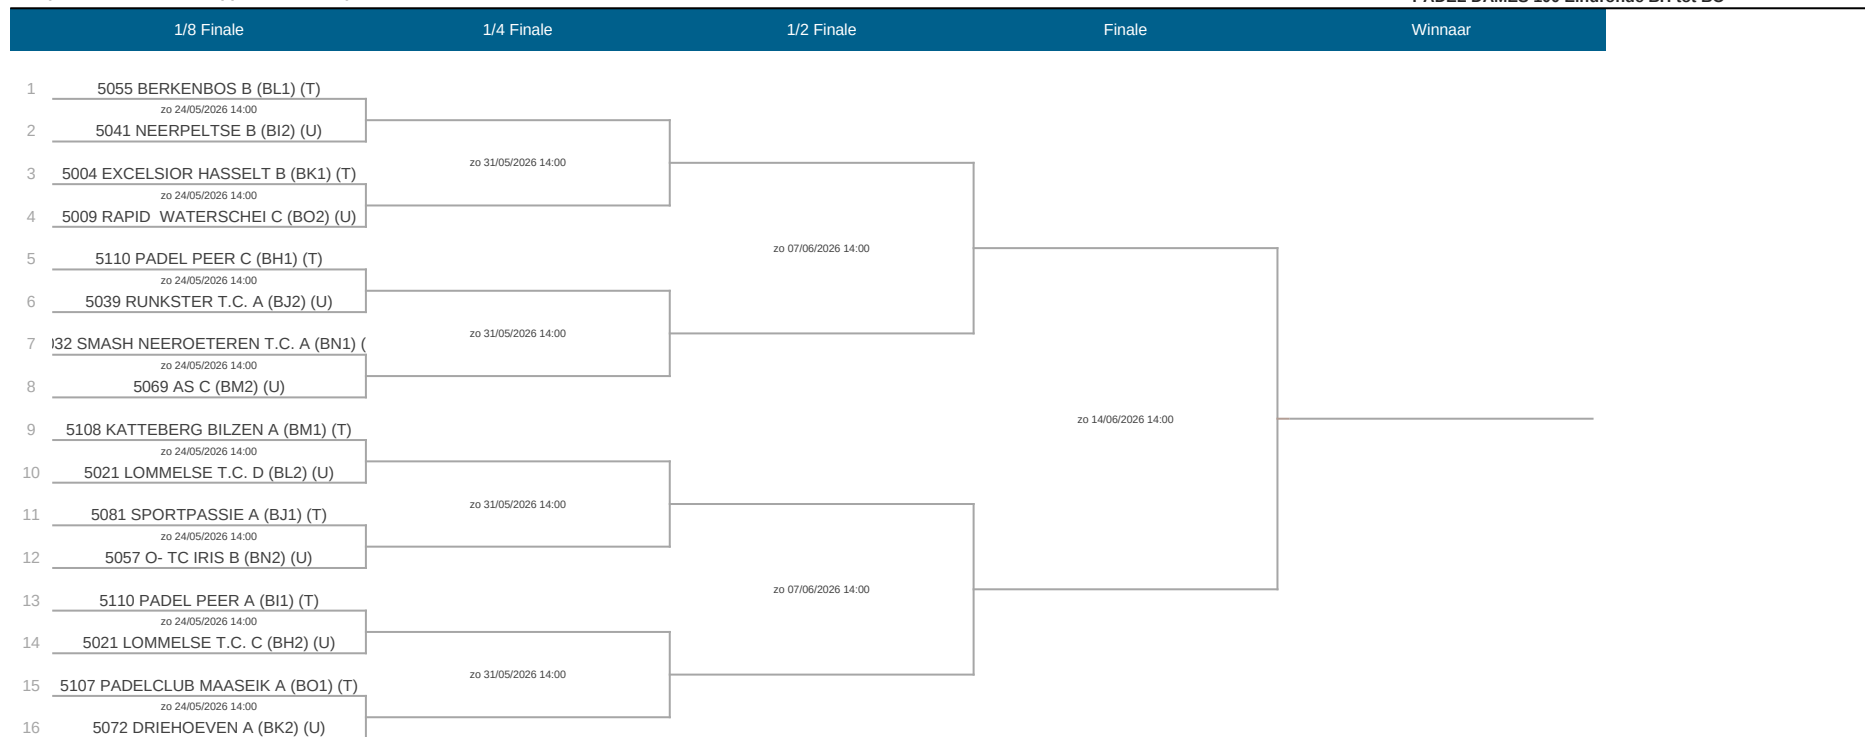 PADEL DAMES 100 Eindronde BH tot BO
1/8 Finale 1/4 Finale 1/2 Finale Finale Winnaar
1 5055 BERKENBOS B (BL1) (T)
zo 24/05/2026 14:00
2 5041 NEERPELTSE B (BI2) (U)
zo 31/05/2026 14:00
3 5004 EXCELSIOR HASSELT B (BK1) (T)
zo 24/05/2026 14:00
4 5009 RAPID  WATERSCHEI C (BO2) (U)
zo 07/06/2026 14:00
5 5110 PADEL PEER C (BH1) (T)
zo 24/05/2026 14:00
6 5039 RUNKSTER T.C. A (BJ2) (U)
zo 31/05/2026 14:00
7 032 SMASH NEEROETEREN T.C. A (BN1) (
zo 24/05/2026 14:00
8 5069 AS C (BM2) (U)
zo 14/06/2026 14:00
9 5108 KATTEBERG BILZEN A (BM1) (T)
zo 24/05/2026 14:00
10 5021 LOMMELSE T.C. D (BL2) (U)
zo 31/05/2026 14:00
11 5081 SPORTPASSIE A (BJ1) (T)
zo 24/05/2026 14:00
12 5057 O- TC IRIS B (BN2) (U)
zo 07/06/2026 14:00
13 5110 PADEL PEER A (BI1) (T)
zo 24/05/2026 14:00
14 5021 LOMMELSE T.C. C (BH2) (U)
zo 31/05/2026 14:00
15 5107 PADELCLUB MAASEIK A (BO1) (T)
zo 24/05/2026 14:00
16 5072 DRIEHOEVEN A (BK2) (U)